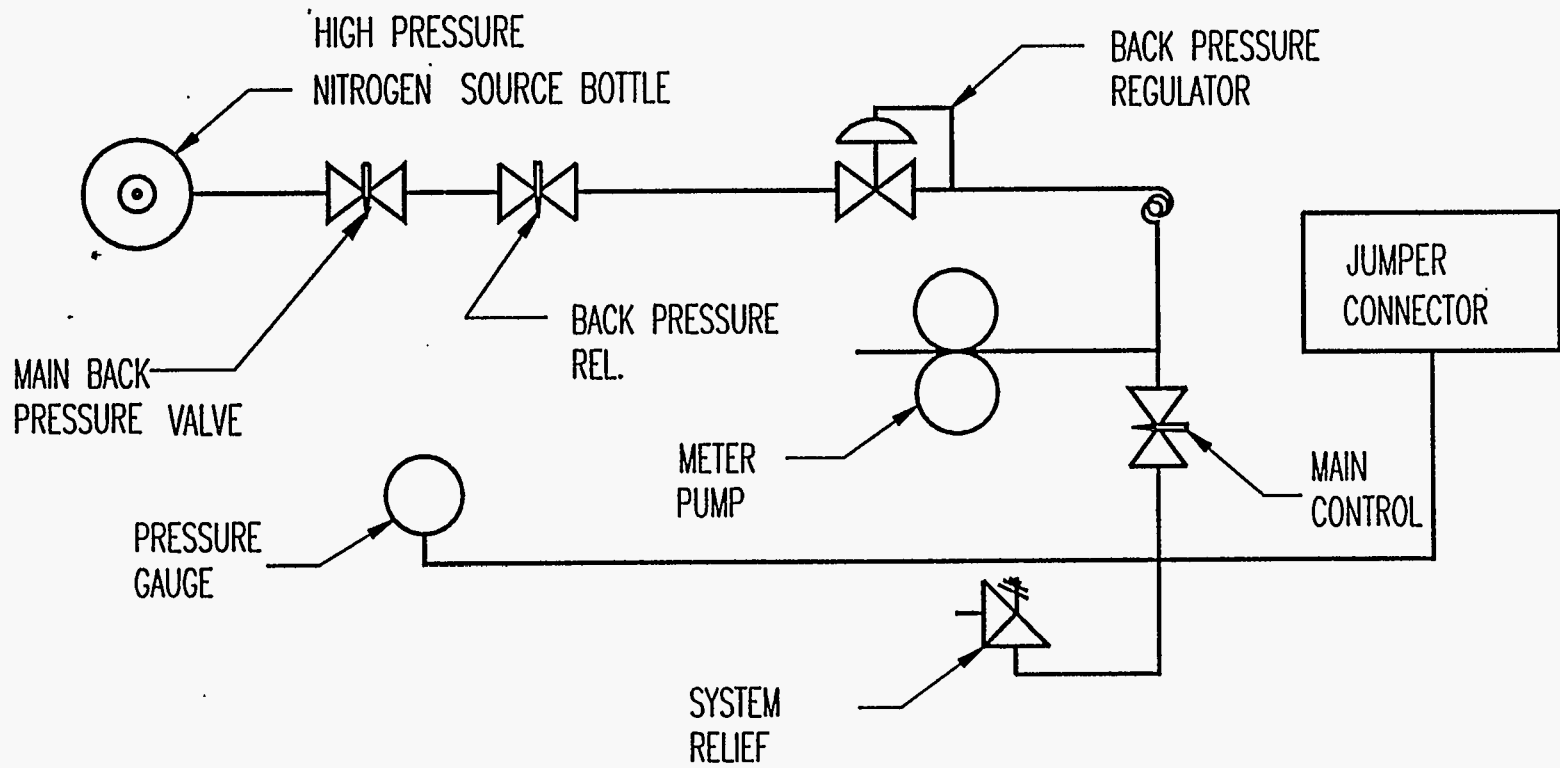 HIGH PRESSURE
NITROGEN SOURCE BOTTLE
BACK PRESSURE
REGULATOR
JUMPER
CONNECTOR
BACK PRESSURE
REL.
MAIN BACK
PRESSURE VALVE
METER
PUMP
MAIN
CONTROL
PRESSURE
GAUGE
SYSTEM
RELIEF